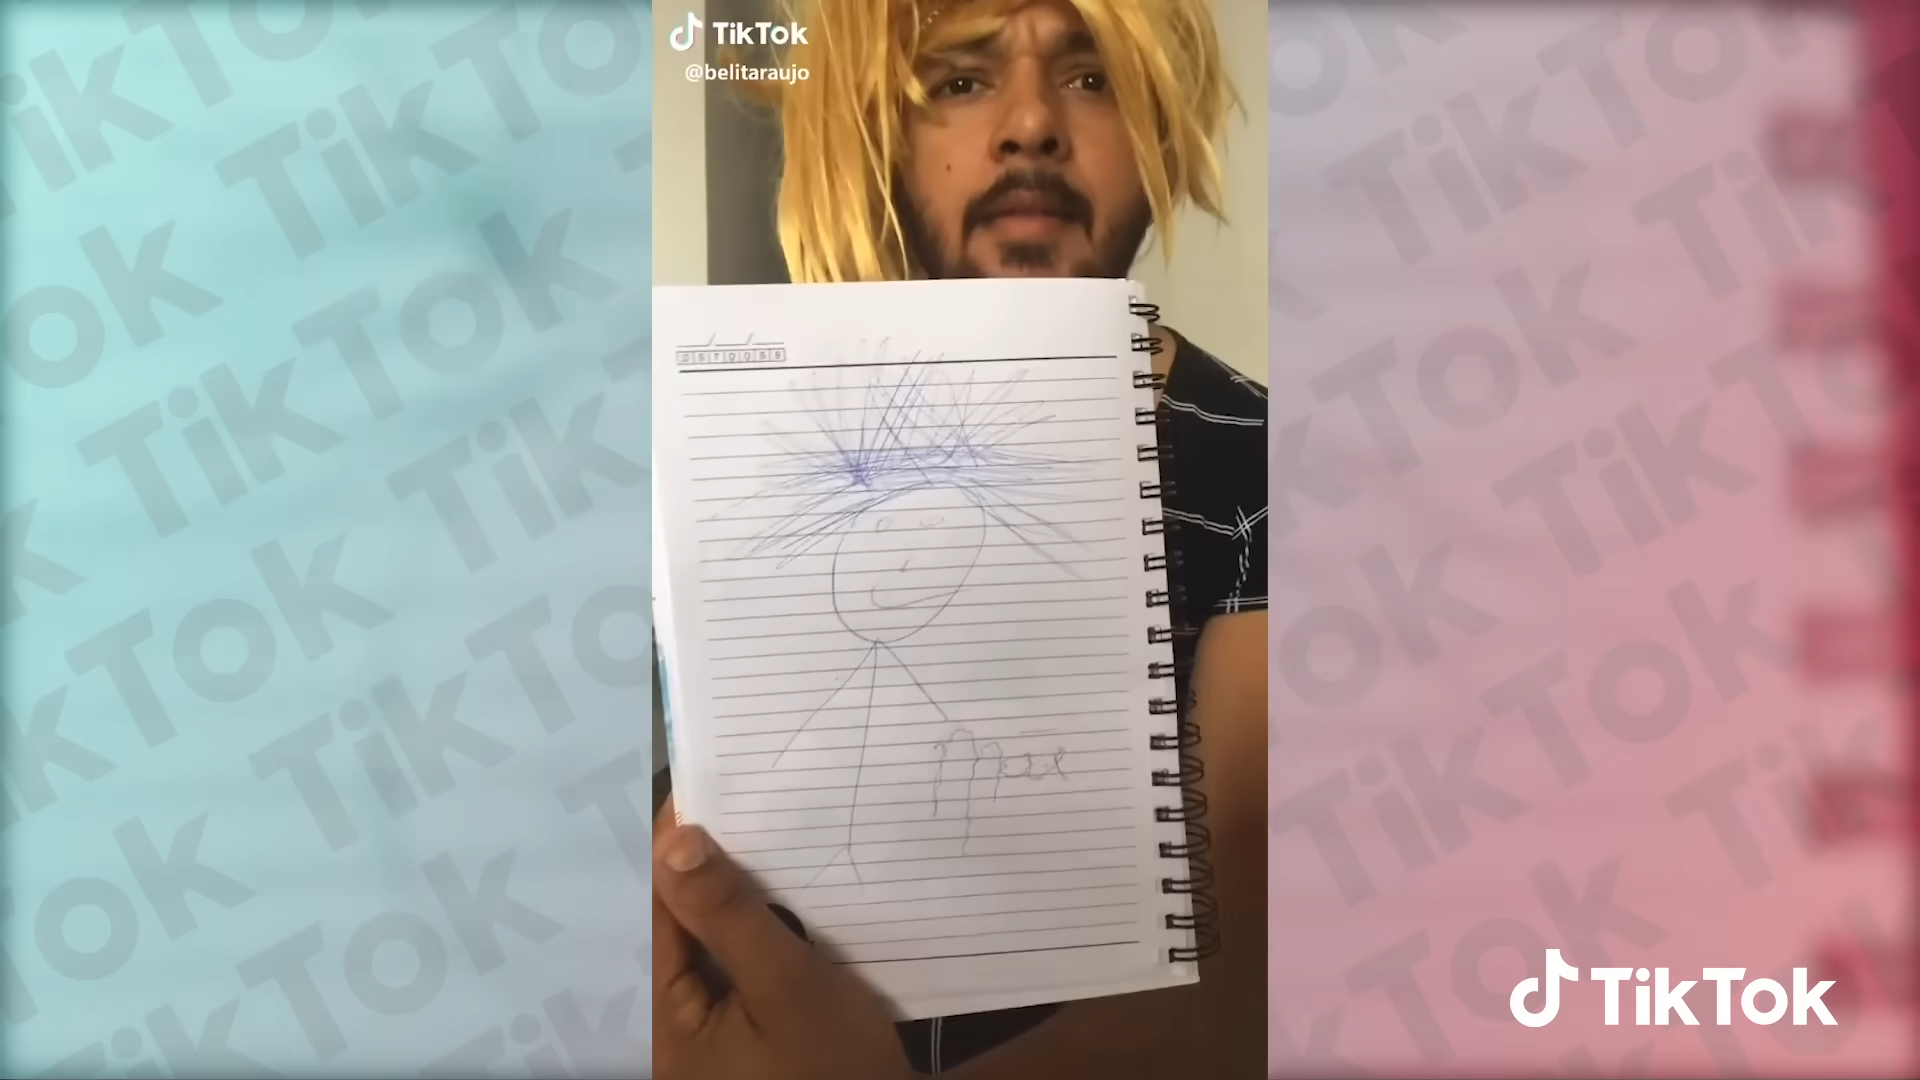 TikTok
@belitaraujo
D S T Q Q S S
TikTok